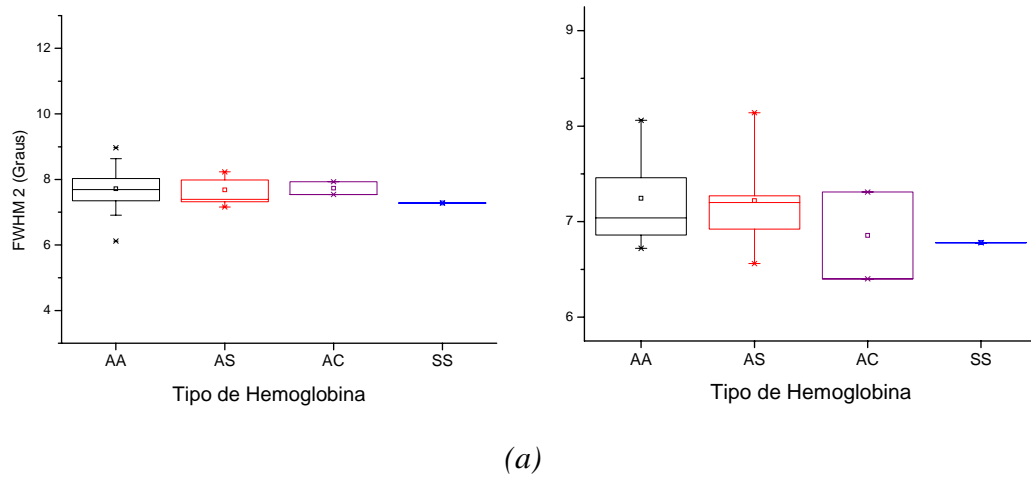 12
10
8
6
4
FWHM 2 (Graus)
AA AS AC SS
Tipo de Hemoglobina
9
8
7
6
AA AS AC SS
Tipo de Hemoglobina
(a)